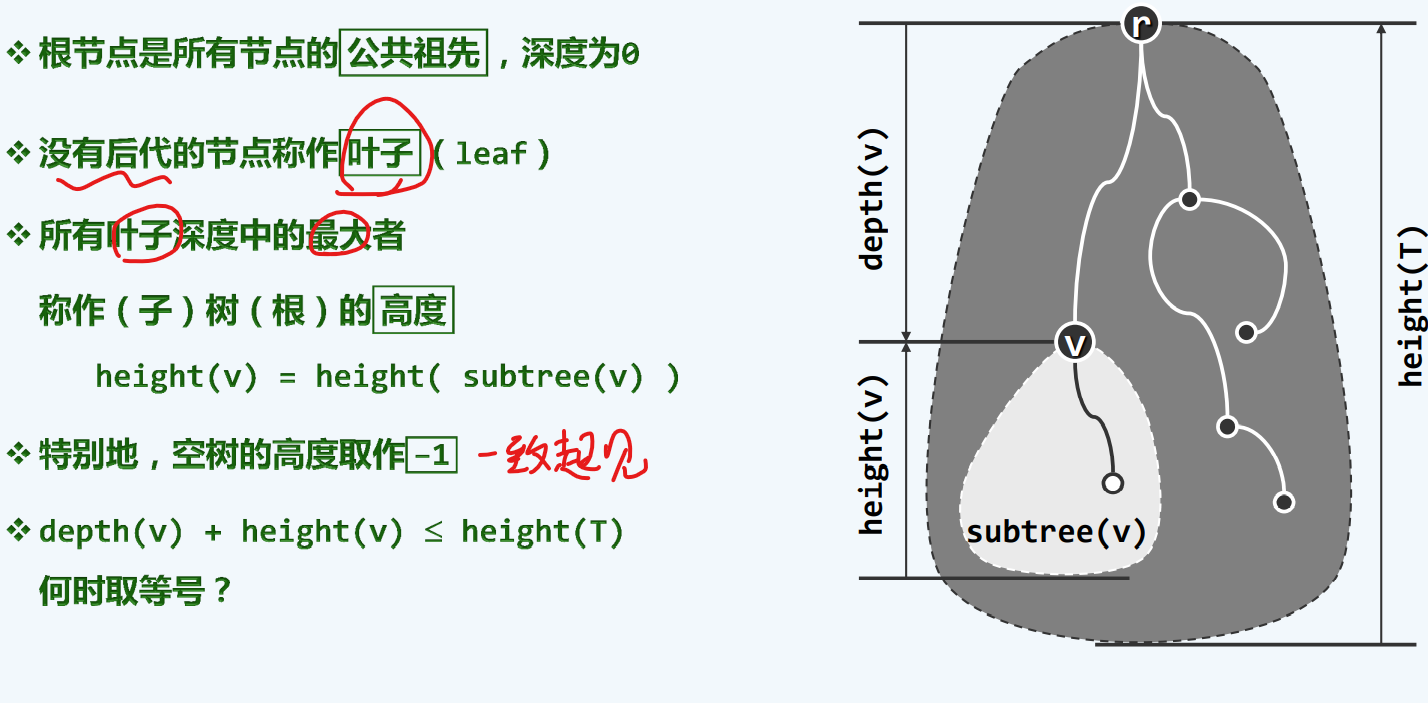 ❖ 根节点是所有节点的公共祖先，深度为0
❖ 没有后代的节点称作叶子（leaf）
❖ 所有叶子深度中的最大者
称作（子）树（根）的高度
height(v) = height( subtree(v) )
❖ 特别地，空树的高度取作-1 一致起见
❖ depth(v) + height(v) ≤ height(T)
何时取等号？
r
depth(v)
height(T)
v
height(v)
subtree(v)